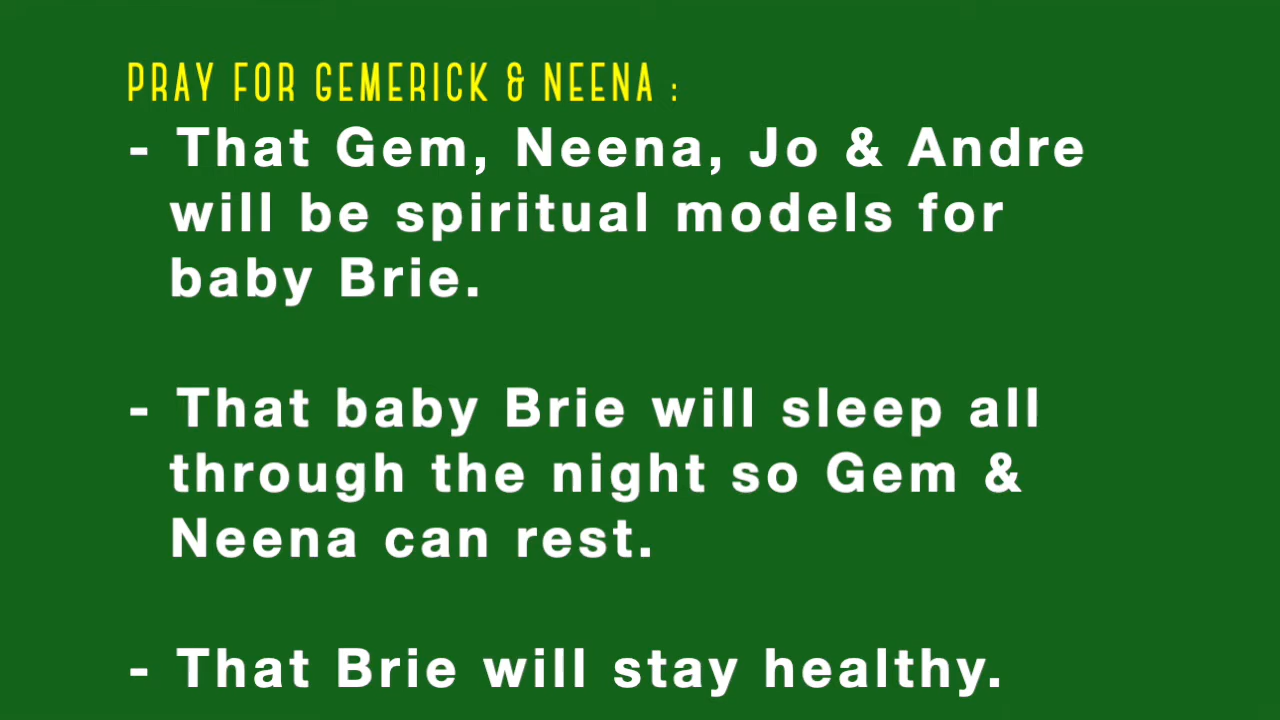 PRAY FOR GEMERICK & NEENA :
- That Gem, Neena, Jo & Andre
will be spiritual models for
baby Brie.
- That baby Brie will sleep all
through the night so Gem &
Neena can rest.
- That Brie will stay healthy.